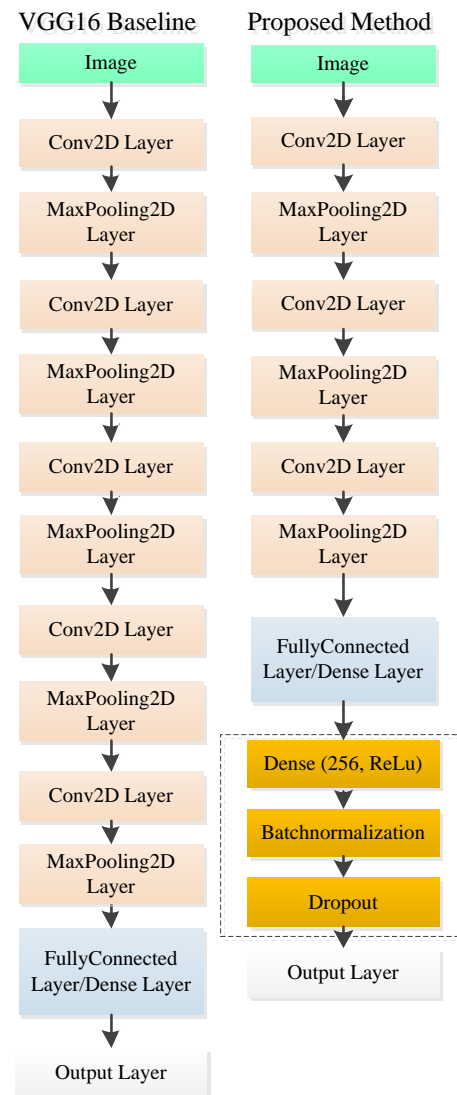 VGG16 Baseline
Image
Conv2D Layer
MaxPooling2D
Layer
Conv2D Layer
MaxPooling2D
Layer
Conv2D Layer
MaxPooling2D
Layer
Conv2D Layer
MaxPooling2D
Layer
Conv2D Layer
MaxPooling2D
Layer
FullyConnected
Layer/Dense Layer
Output Layer
Proposed Method
Image
Conv2D Layer
MaxPooling2D
Layer
Conv2D Layer
MaxPooling2D
Layer
Conv2D Layer
MaxPooling2D
Layer
FullyConnected
Layer/Dense Layer
Dense (256, ReLu)
Batchnormalization
Dropout
Output Layer